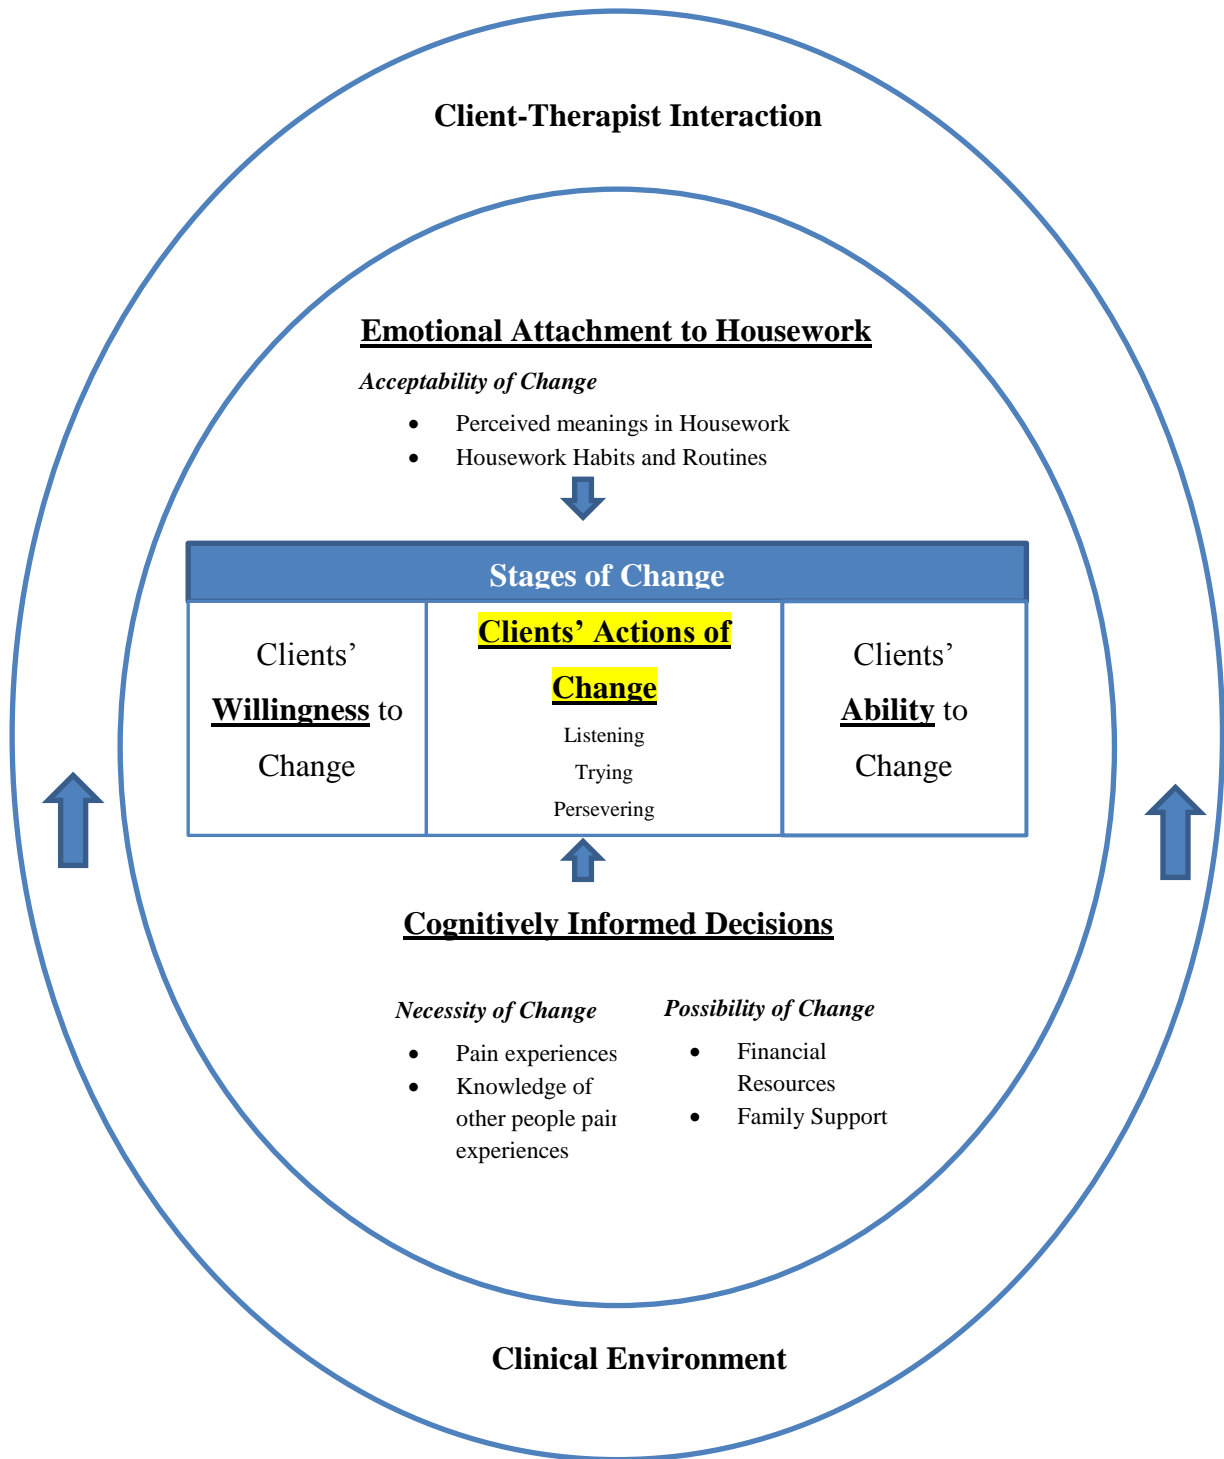 Client-Therapist Interaction
Emotional Attachment to Housework
Acceptability of Change
• Perceived meanings in Housework
• Housework Habits and Routines
Stages of Change
Clients’
Willingness to
Change
Clients’ Actions of
Change
Listening
Trying
Persevering
Clients’
Ability to
Change
Cognitively Informed Decisions
Necessity of Change
• Pain experiences
• Knowledge of
other people pain
experiences
Possibility of Change
• Financial
Resources
• Family Support
Clinical Environment